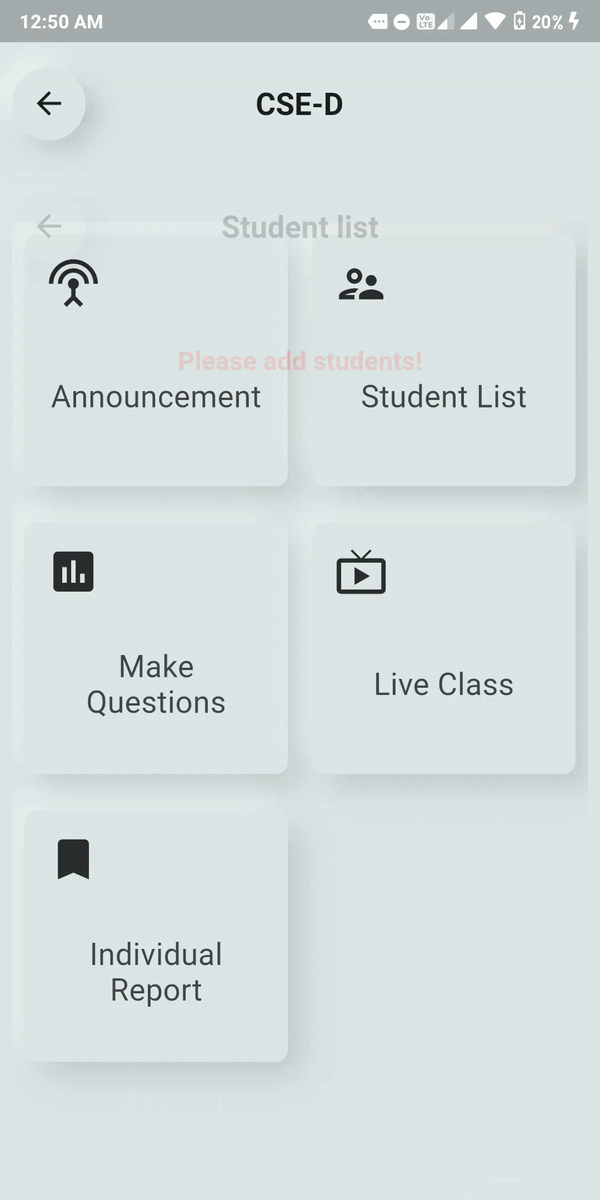 12:50 AM
Vo LTE
20%
CSE-D
Student list
Please add students!
Announcement
Student List
Make
Questions
Live Class
Individual
Report